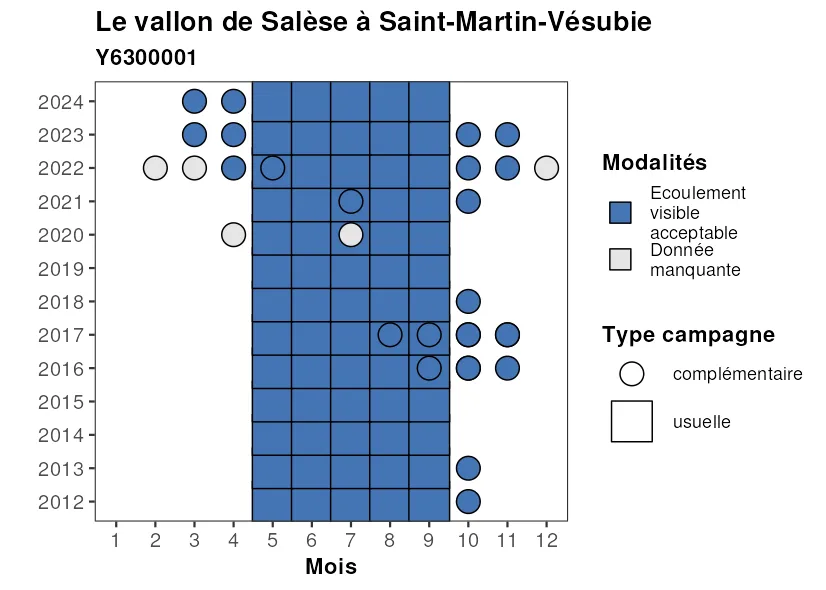 Le vallon de Salèse à Saint-Martin-Vésubie
Y6300001
2024
2023
2022
2021
2020
2019
2018
2017
2016
2015
2014
2013
2012
1 2 3 4 5 6 7 8 9 10 11 12
Mois
Modalités
Ecoulement
visible
acceptable
Donnée
manquante
Type campagne
complémentaire
usuelle